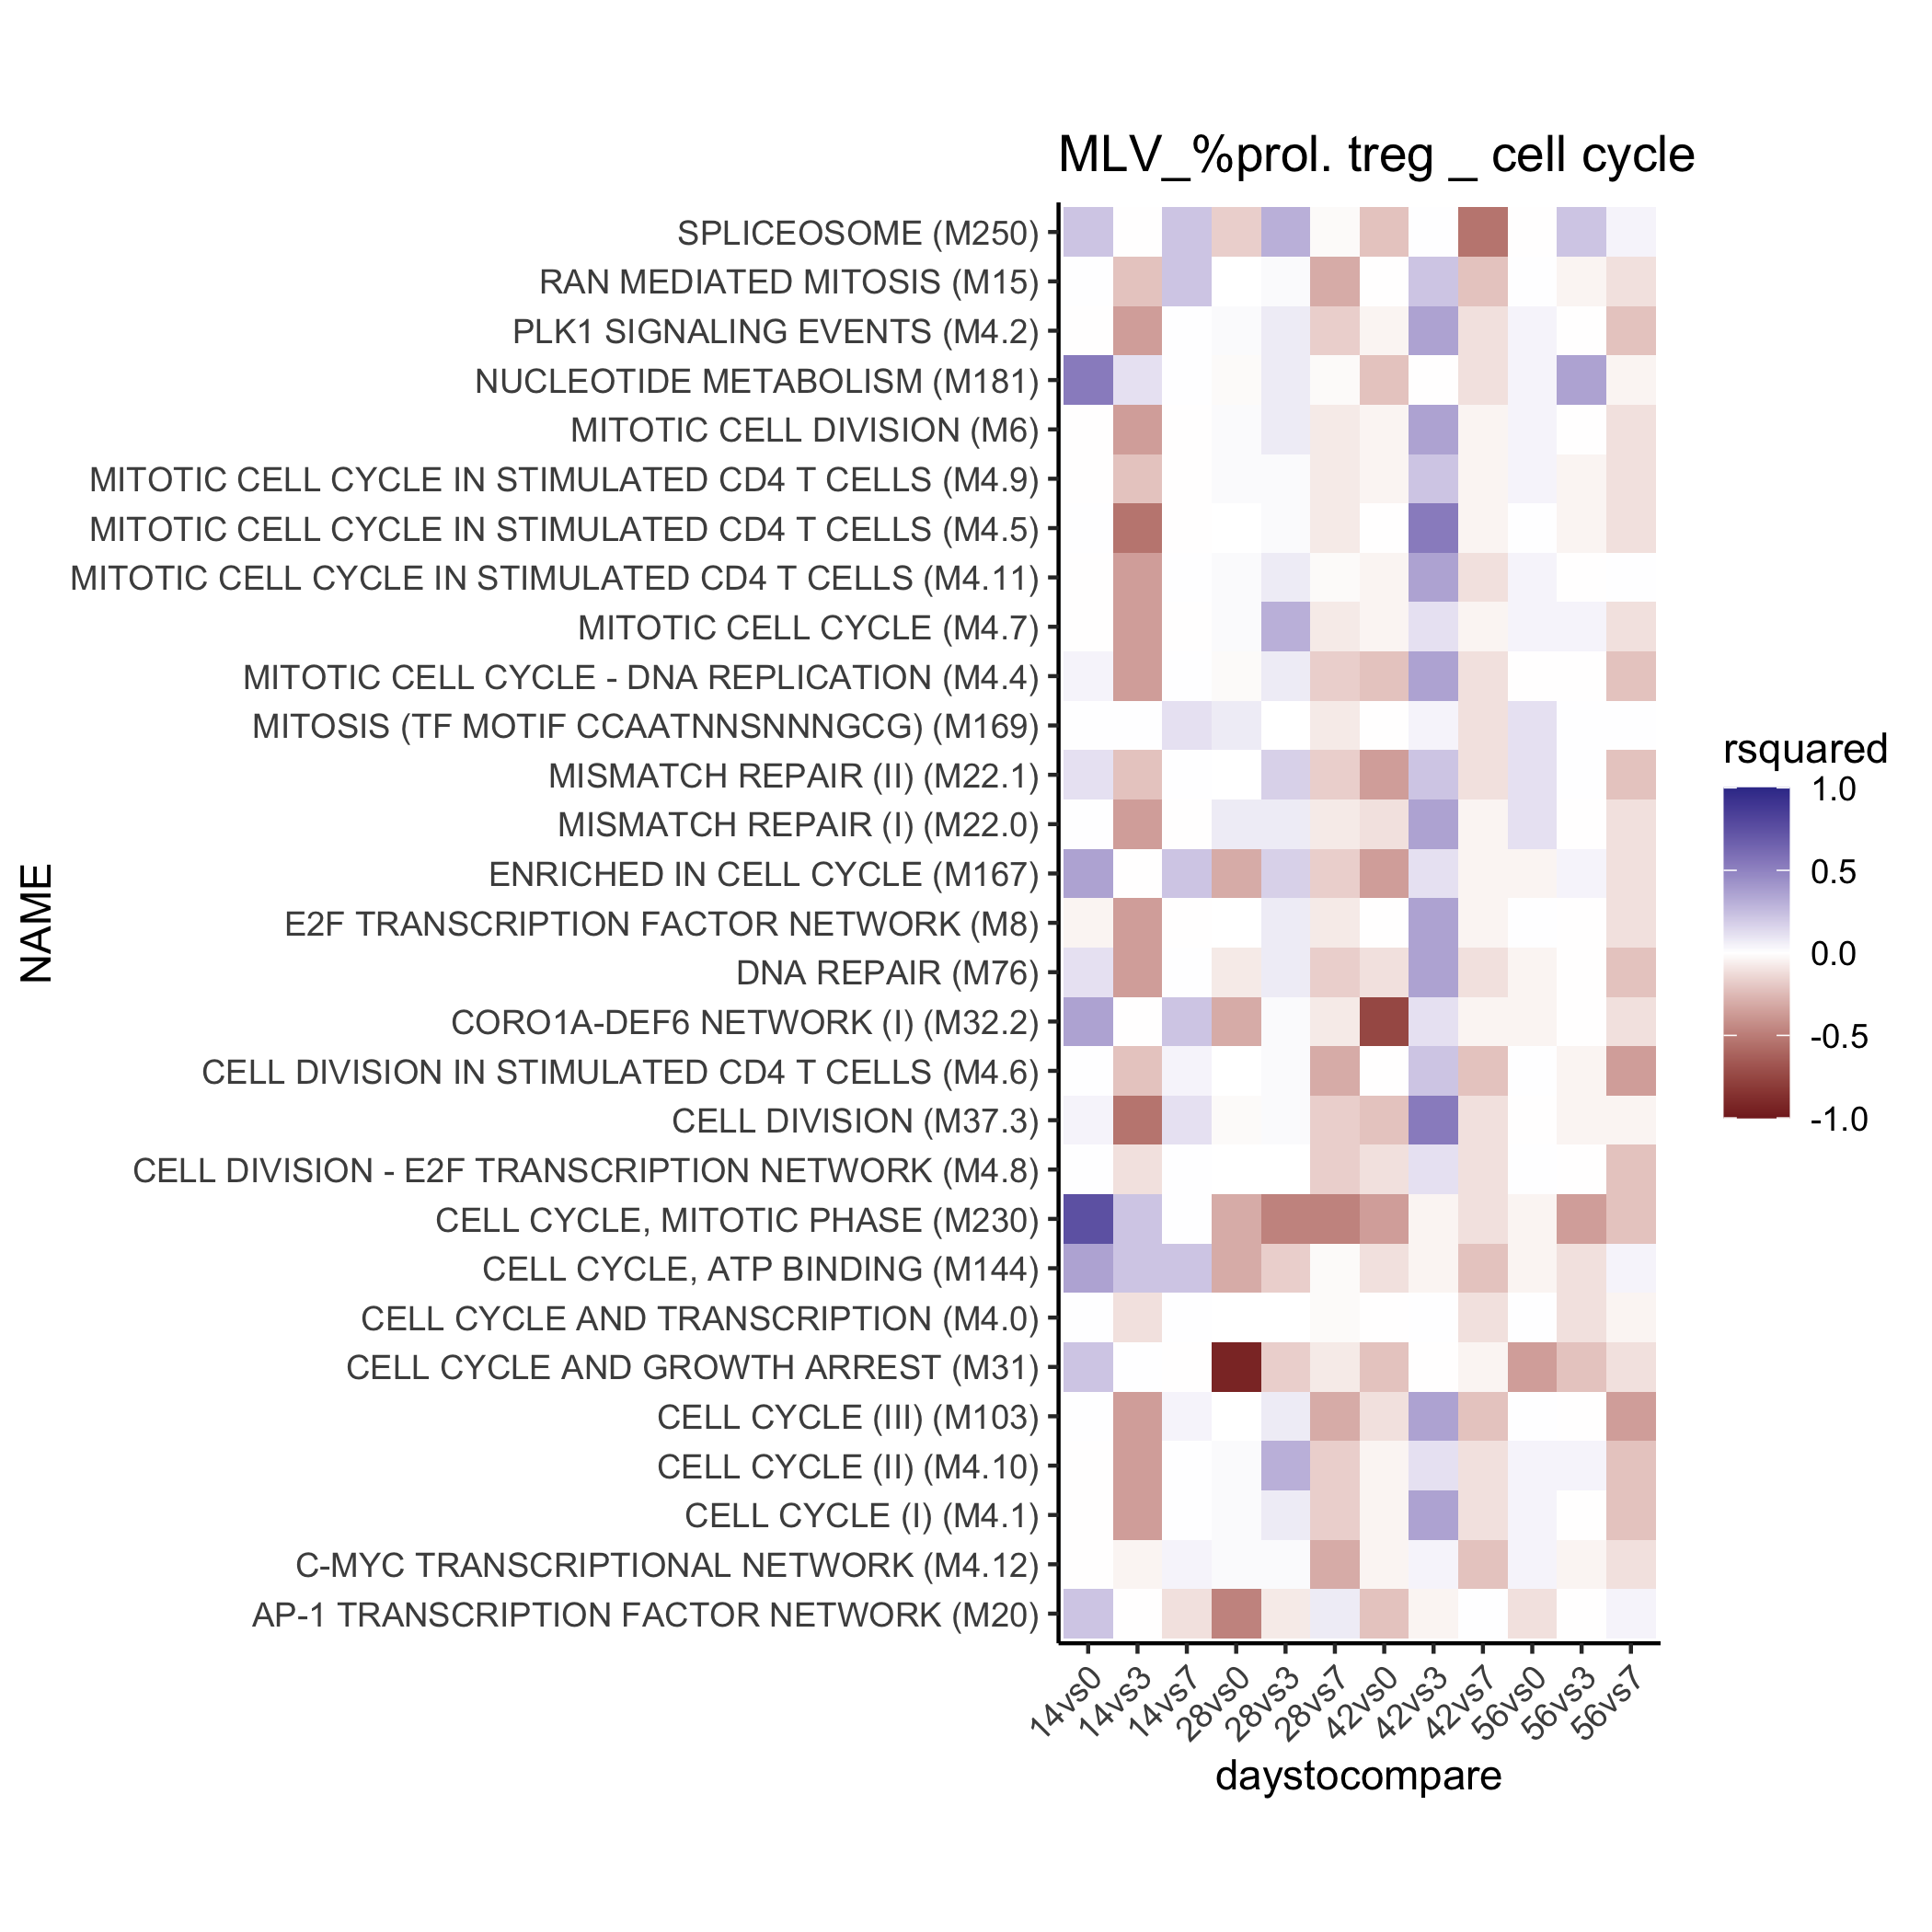 MLV_%prol. treg _ cell cycle
SPLICEOSOME (M250)
RAN MEDIATED MITOSIS (M15)
PLK1 SIGNALING EVENTS (M4.2)
NUCLEOTIDE METABOLISM (M181)
MITOTIC CELL DIVISION (M6)
MITOTIC CELL CYCLE IN STIMULATED CD4 T CELLS (M4.9)
MITOTIC CELL CYCLE IN STIMULATED CD4 T CELLS (M4.5)
MITOTIC CELL CYCLE IN STIMULATED CD4 T CELLS (M4.11)
MITOTIC CELL CYCLE (M4.7)
MITOTIC CELL CYCLE - DNA REPLICATION (M4.4)
MITOSIS (TF MOTIF CCAATNNSNNNGCG) (M169)
MISMATCH REPAIR (II) (M22.1)
MISMATCH REPAIR (I) (M22.0)
ENRICHED IN CELL CYCLE (M167)
E2F TRANSCRIPTION FACTOR NETWORK (M8)
DNA REPAIR (M76)
CORO1A-DEF6 NETWORK (I) (M32.2)
CELL DIVISION IN STIMULATED CD4 T CELLS (M4.6)
CELL DIVISION (M37.3)
CELL DIVISION - E2F TRANSCRIPTION NETWORK (M4.8)
CELL CYCLE, MITOTIC PHASE (M230)
CELL CYCLE, ATP BINDING (M144)
CELL CYCLE AND TRANSCRIPTION (M4.0)
CELL CYCLE AND GROWTH ARREST (M31)
CELL CYCLE (III) (M103)
CELL CYCLE (II) (M4.10)
CELL CYCLE (I) (M4.1)
C-MYC TRANSCRIPTIONAL NETWORK (M4.12)
AP-1 TRANSCRIPTION FACTOR NETWORK (M20)
NAME
14vs0
14vs3
14vs7
28vs0
28vs3
28vs7
42vs0
42vs3
42vs7
56vs0
56vs3
56vs7
daystocompare
rsquared
1.0
0.5
0.0
-0.5
-1.0